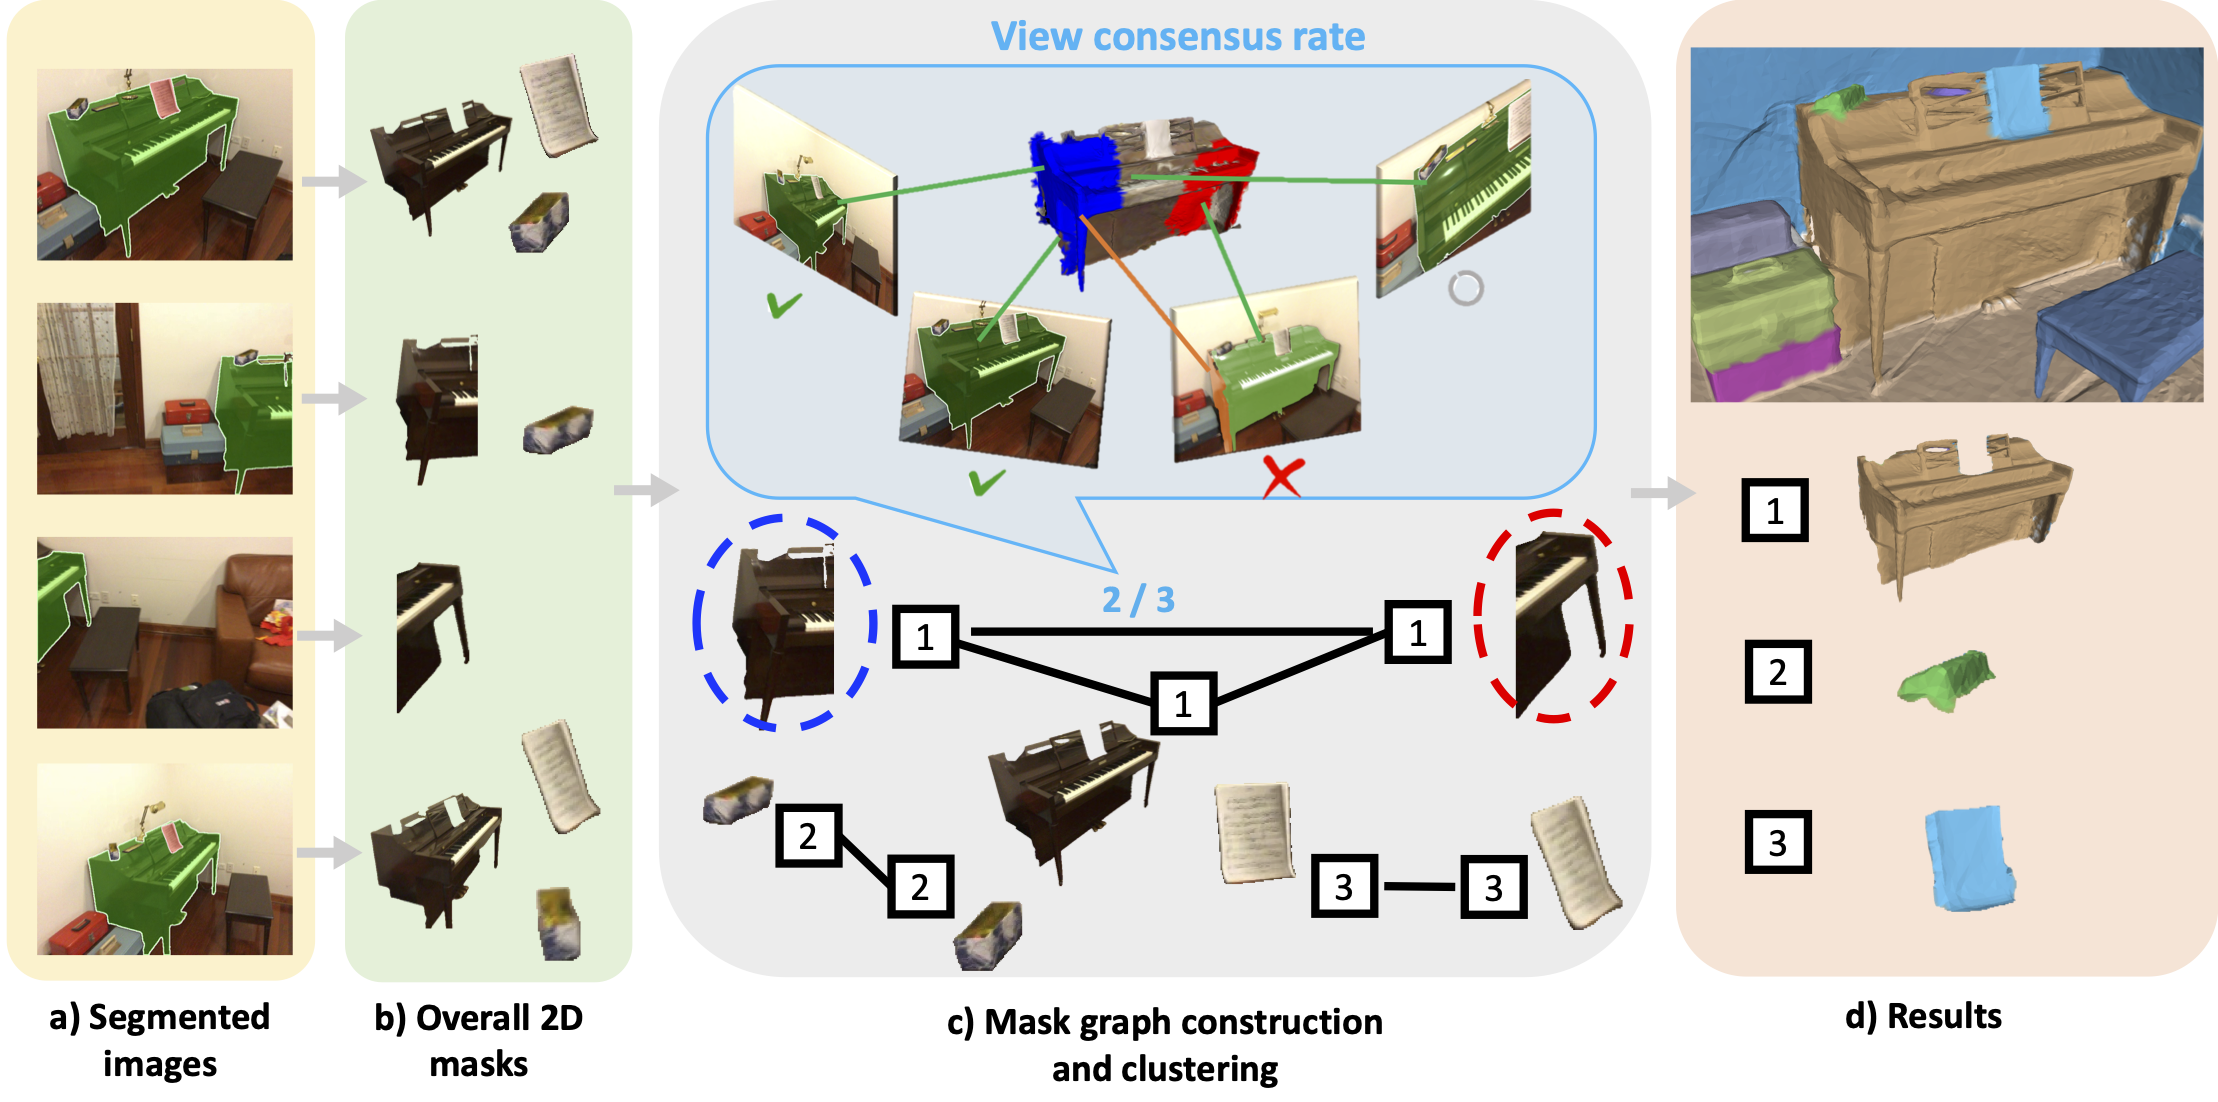 View consensus rate
2 / 3
1
1
1
2
2
3
3
1
2
3
a) Segmented
images
b) Overall 2D
masks
c) Mask graph construction
and clustering
d) Results